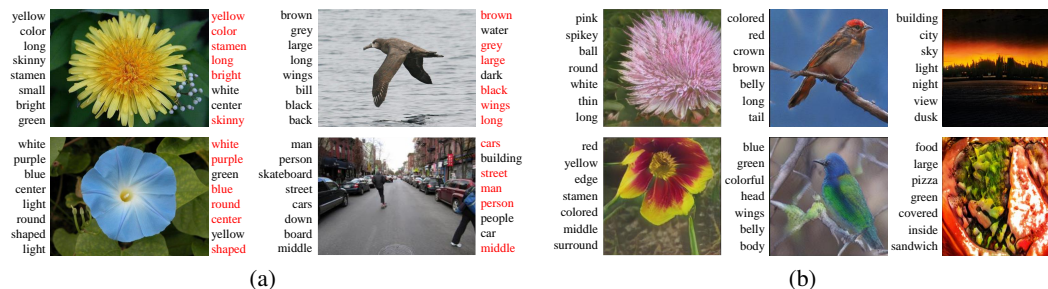 yellow
color
long
skinny
stamen
small
bright
green
yellow
color
stamen
long
bright
white
center
skinny
brown
grey
large
long
wings
bill
black
back
brown
water
grey
large
dark
black
wings
long
white
purple
blue
center
light
round
shaped
light
white
purple
green
blue
round
center
yellow
shaped
man
person
skateboard
street
cars
down
board
middle
cars
building
street
man
person
people
car
middle
(a)
pink
spikey
ball
round
white
thin
long
colored
red
crown
brown
belly
long
tail
building
city
sky
light
night
view
dusk
red
yellow
edge
stamen
colored
middle
surround
blue
green
colorful
head
wings
belly
body
food
large
pizza
green
covered
inside
sandwich
(b)